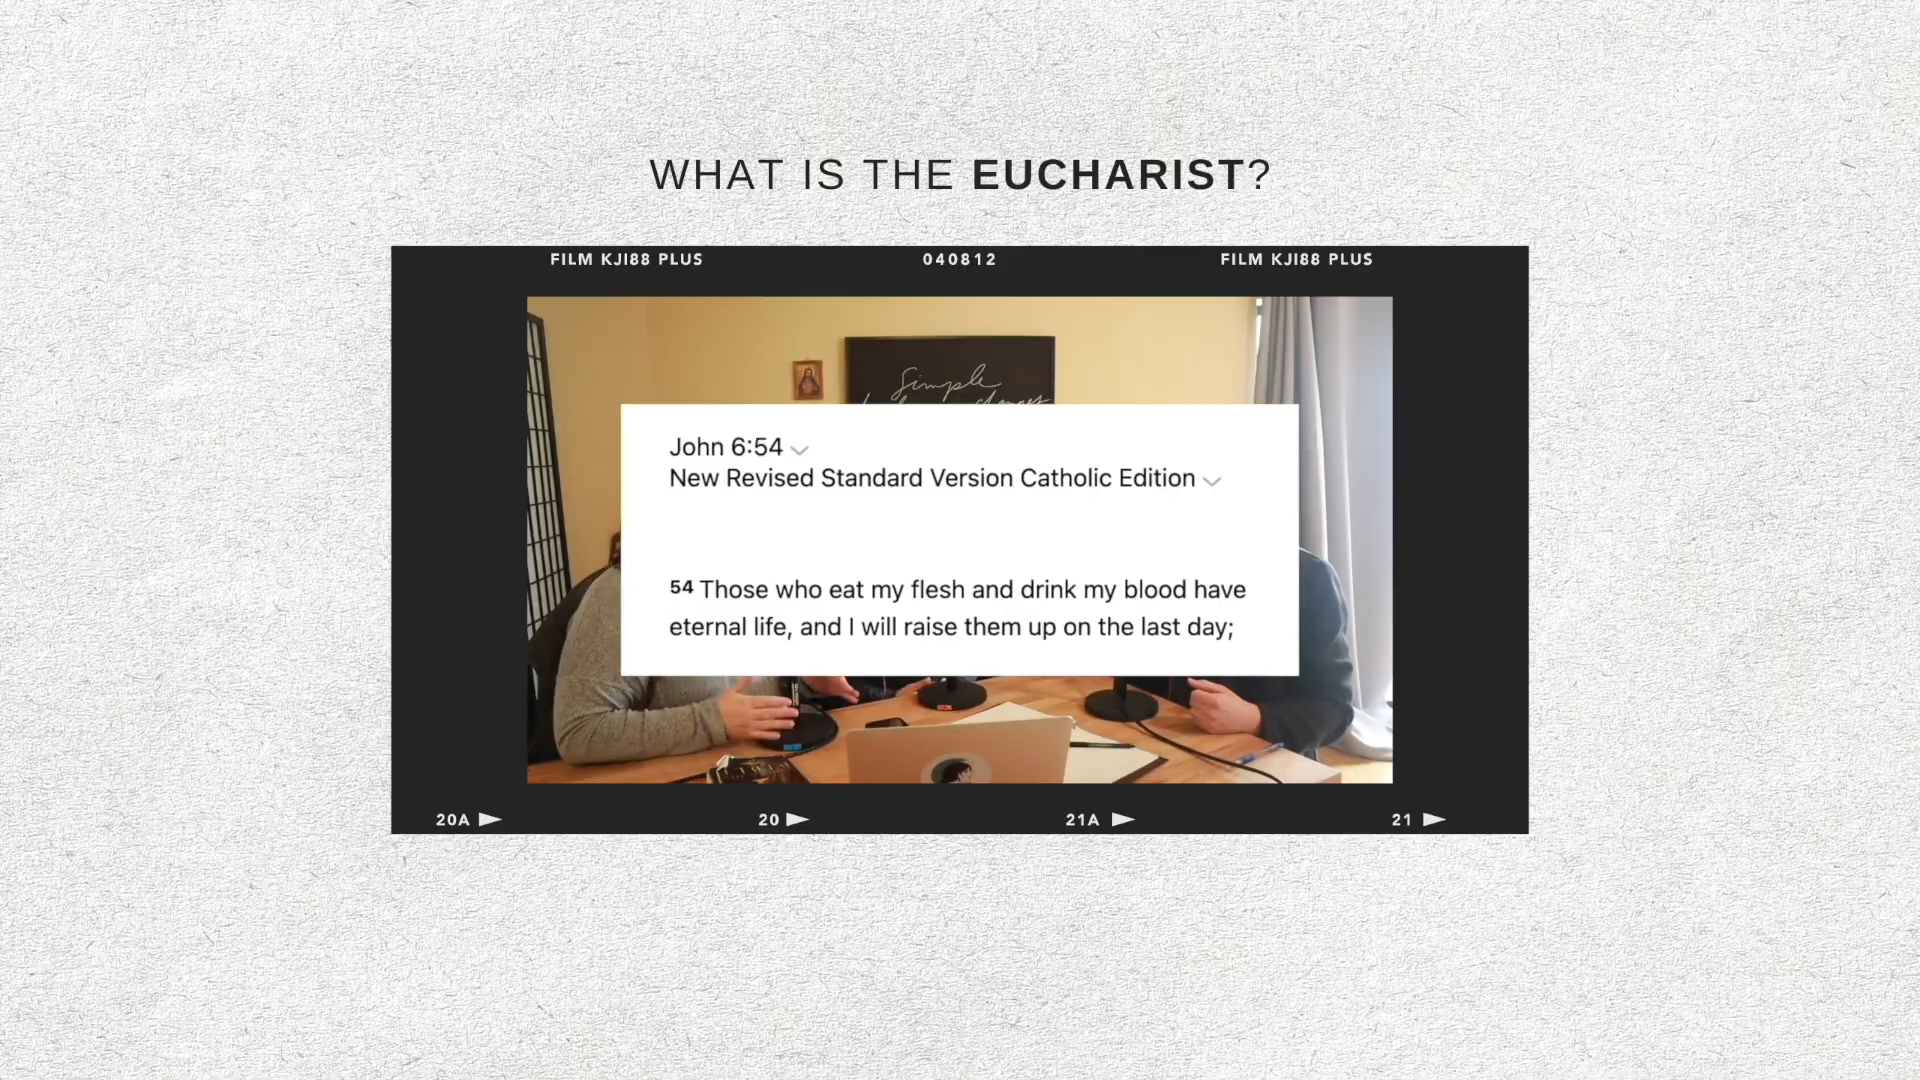 WHAT IS THE EUCHARIST?
FILM KJI88 PLUS 040812 FILM KJI88 PLUS
Simple
John 6:54
New Revised Standard Version Catholic Edition
54 Those who eat my flesh and drink my blood have
eternal life, and I will raise them up on the last day;
20A 20 21A 21